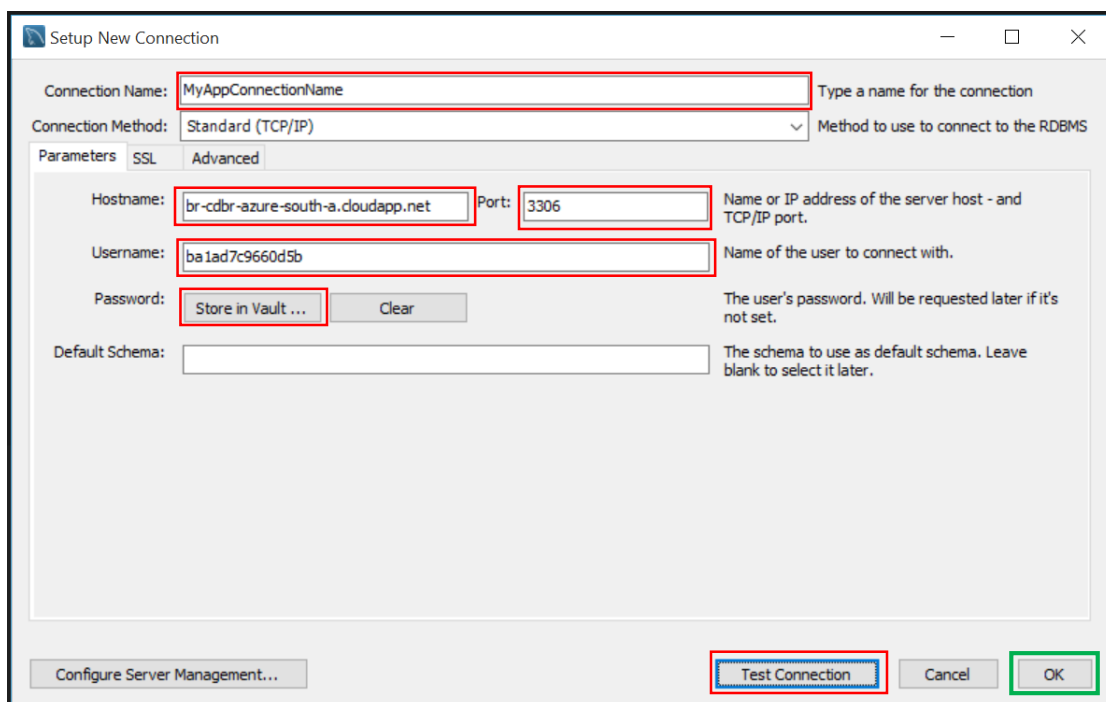 Setup New Connection
Connection Name: MyAppConnectionName Type a name for the connection
Connection Method: Standard (TCP/IP) Method to use to connect to the RDBMS
Parameters SSL Advanced
Hostname: br-cdbr-azure-south-a.cloudapp.net Port: 3306 Name or IP address of the server host - and
TCP/IP port.
Username: ba1ad7c9660d5b Name of the user to connect with.
Password: Store in Vault ... Clear The user's password. Will be requested later if it's
not set.
Default Schema: The schema to use as default schema. Leave
blank to select it later.
Configure Server Management... Test Connection Cancel OK